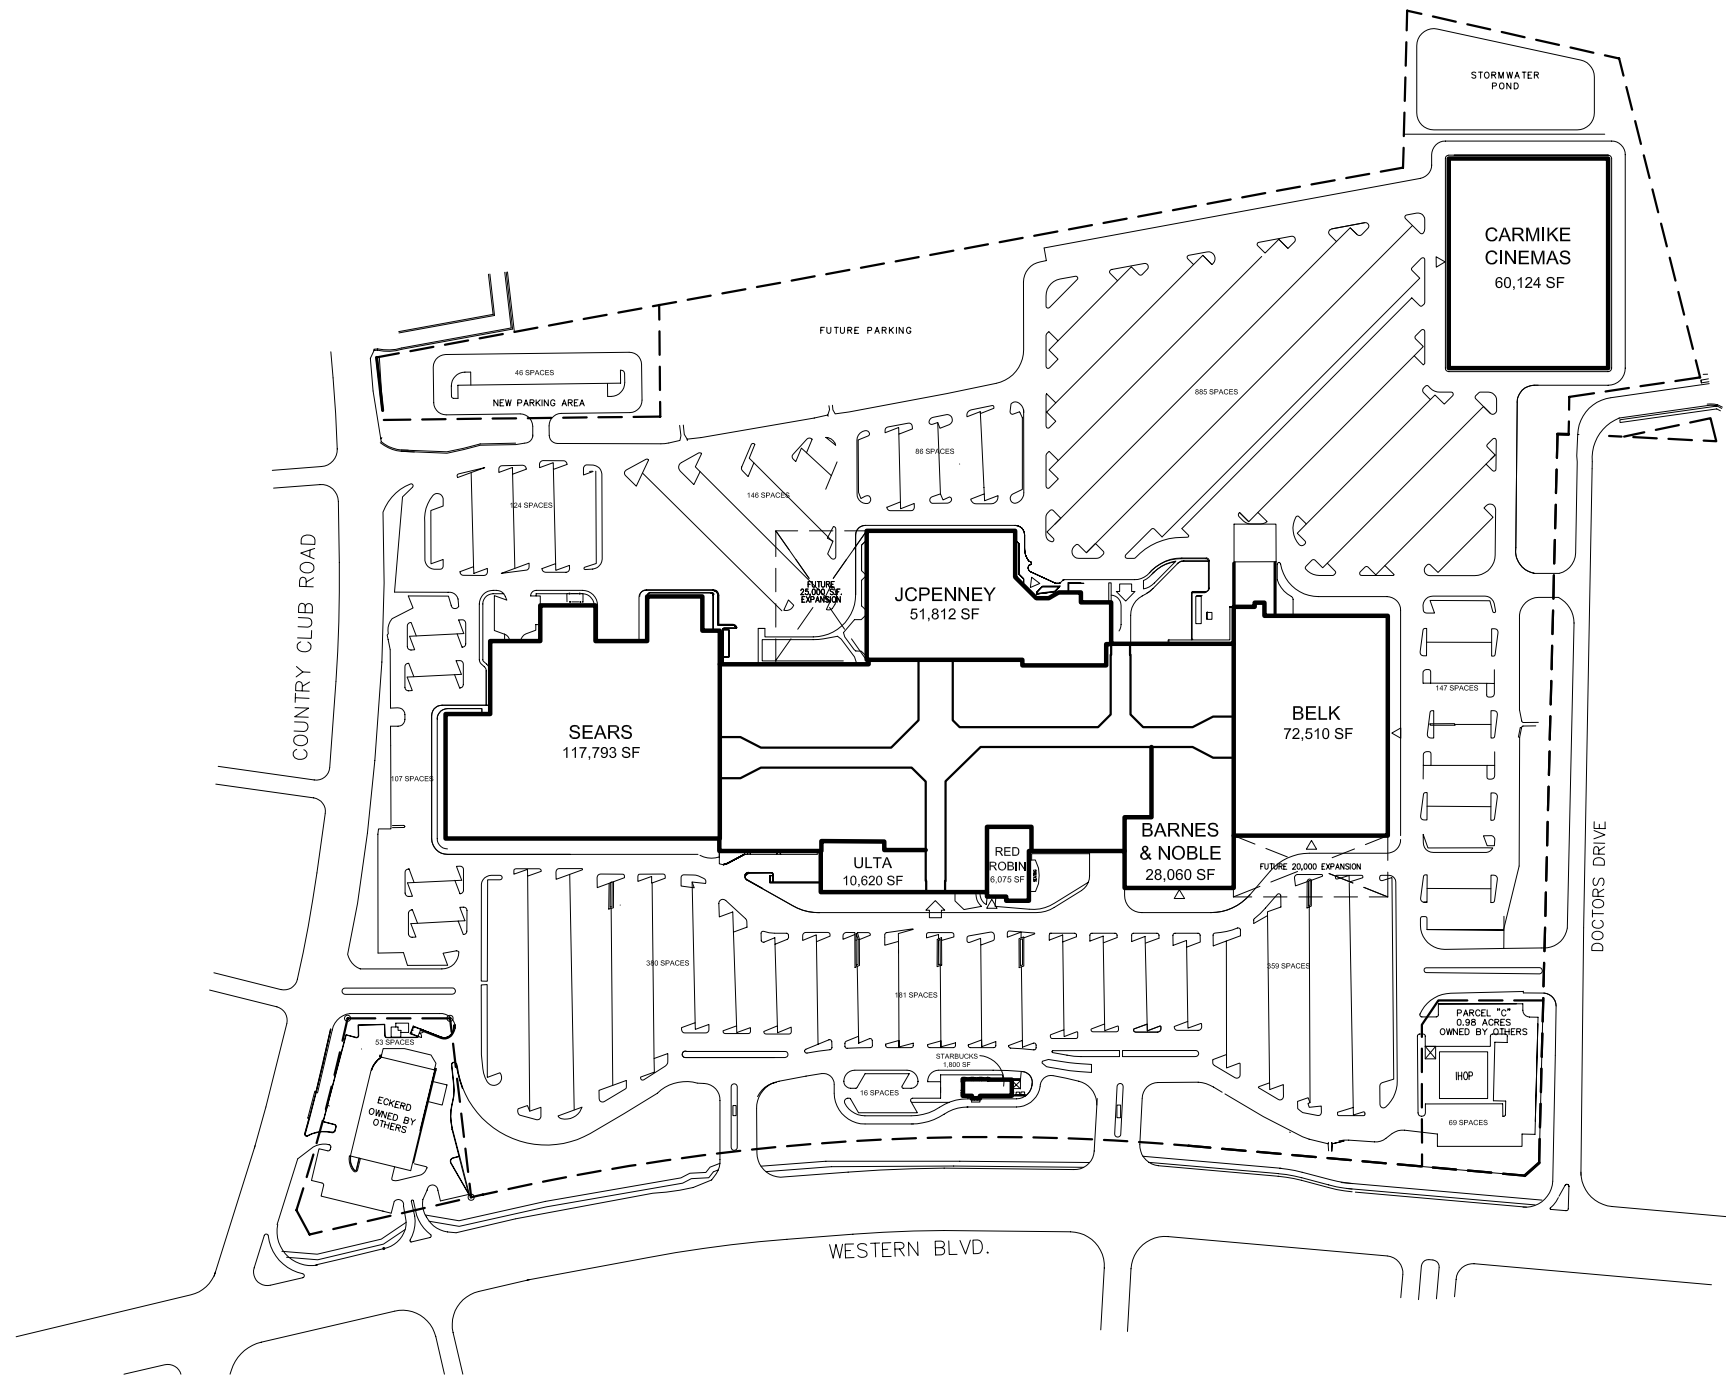 STORMWATER
POND
CARMIKE
CINEMAS
60,124 SF
FUTURE PARKING
46 SPACES
NEW PARKING AREA
885 SPACES
86 SPACES
146 SPACES
124 SPACES
COUNTRY CLUB ROAD
FUTURE
25,000 S.F.
EXPANSION
JCPENNEY
51,812 SF
SEARS
117,793 SF
BELK
72,510 SF
147 SPACES
107 SPACES
BARNES
& NOBLE
28,060 SF
RED
ROBIN
6,075 SF
ULTA
10,620 SF
FUTURE 20,000 EXPANSION
DOCTORS DRIVE
380 SPACES
181 SPACES
359 SPACES
PARCEL "C"
0.98 ACRES
OWNED BY OTHERS
IHOP
69 SPACES
53 SPACES
ECKERD
OWNED BY
OTHERS
STARBUCKS
1,800 SF
16 SPACES
WESTERN BLVD.